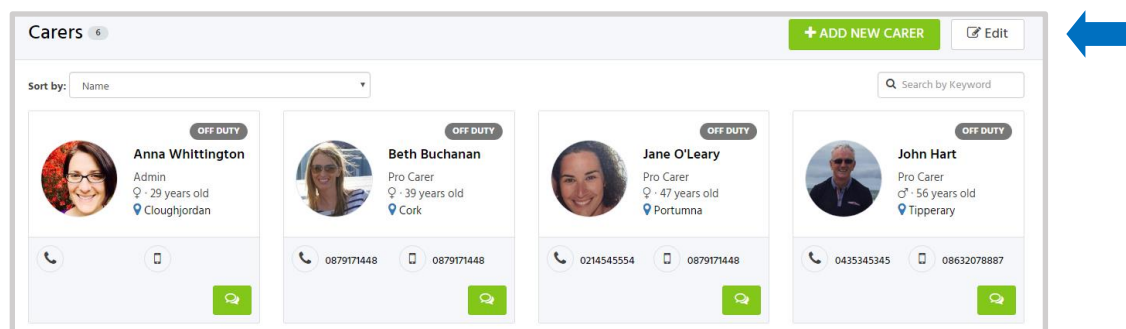 Carers 6
+ ADD NEW CARER
Edit
Sort by: Name
Search by Keyword
OFF DUTY
Anna Whittington
Admin
♀ · 29 years old
Cloughjordan
OFF DUTY
Beth Buchanan
Pro Carer
♀ · 39 years old
Cork
0879171448
0879171448
OFF DUTY
Jane O'Leary
Pro Carer
♀ · 47 years old
Portumna
0214545554
0879171448
OFF DUTY
John Hart
Pro Carer
♂ · 56 years old
Tipperary
0435345345
08632078887